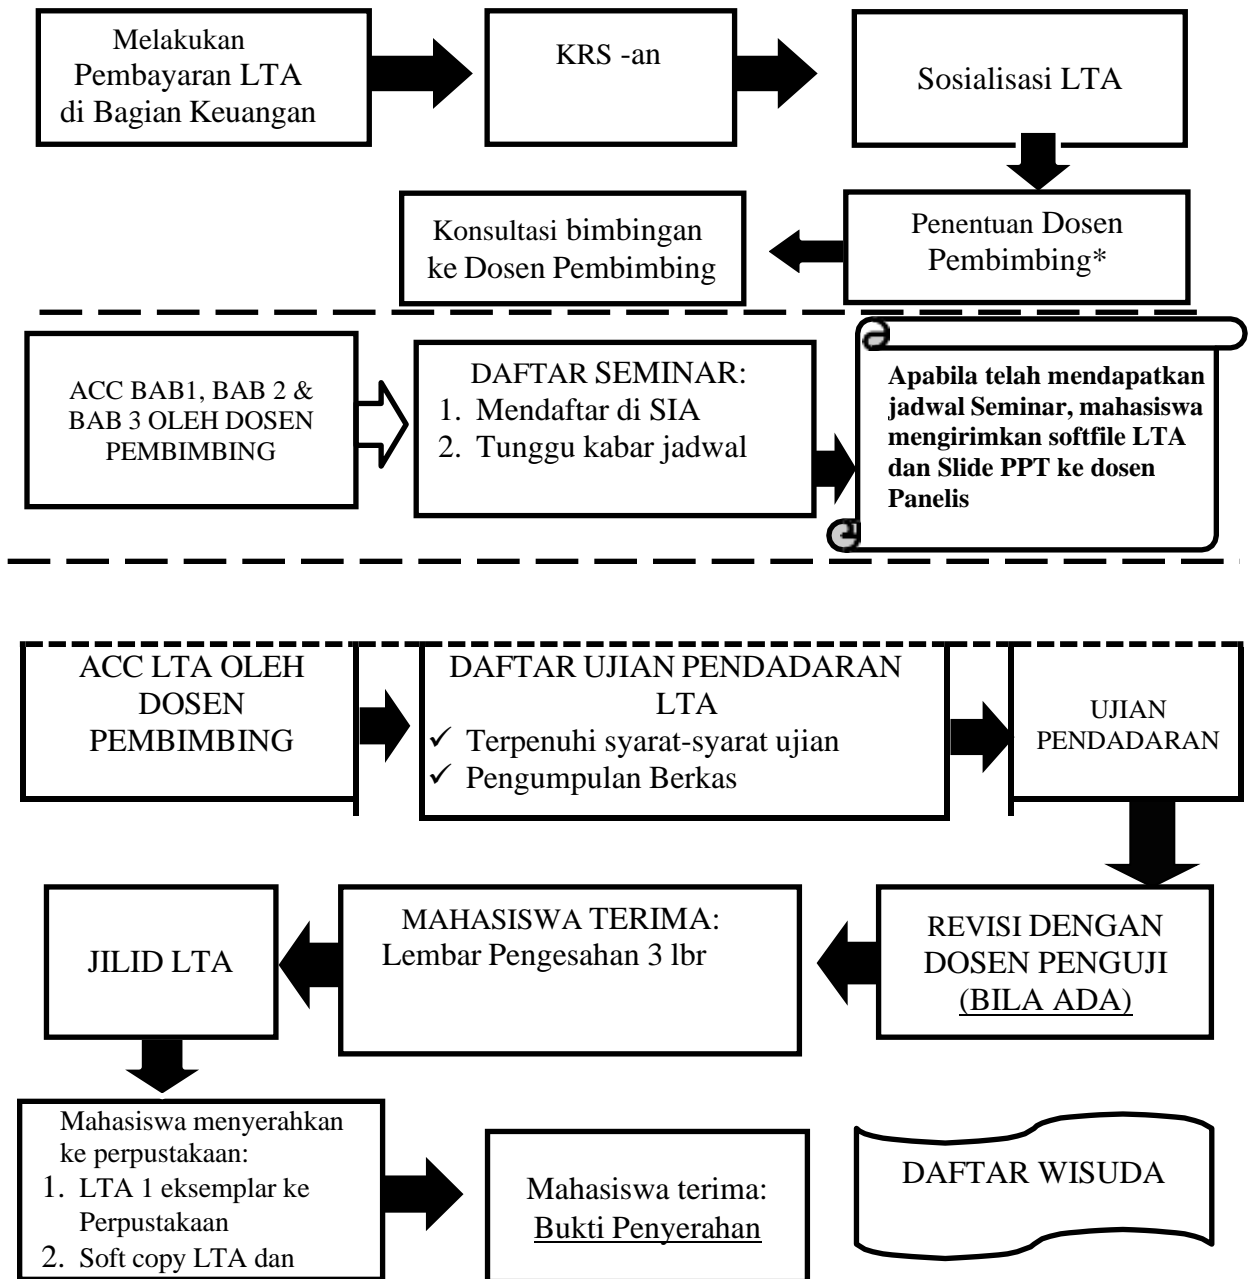 Melakukan
Pembayaran LTA
di Bagian Keuangan
KRS -an
Sosialisasi LTA
Penentuan Dosen
Pembimbing*
Konsultasi bimbingan
ke Dosen Pembimbing
ACC BAB1, BAB 2 &
BAB 3 OLEH DOSEN
PEMBIMBING
DAFTAR SEMINAR:
1. Mendaftar di SIA
2. Tunggu kabar jadwal
Apabila telah mendapatkan
jadwal Seminar, mahasiswa
mengirimkan softfile LTA
dan Slide PPT ke dosen
Panelis
ACC LTA OLEH
DOSEN
PEMBIMBING
DAFTAR UJIAN PENDADARAN
LTA
✓ Terpenuhi syarat-syarat ujian
✓ Pengumpulan Berkas
UJIAN
PENDADARAN
REVISI DENGAN
DOSEN PENGUJI
(BILA ADA)
MAHASISWA TERIMA:
Lembar Pengesahan 3 lbr
JILID LTA
Mahasiswa menyerahkan
ke perpustakaan:
1. LTA 1 eksemplar ke
Perpustakaan
2. Soft copy LTA dan
Mahasiswa terima:
Bukti Penyerahan
DAFTAR WISUDA